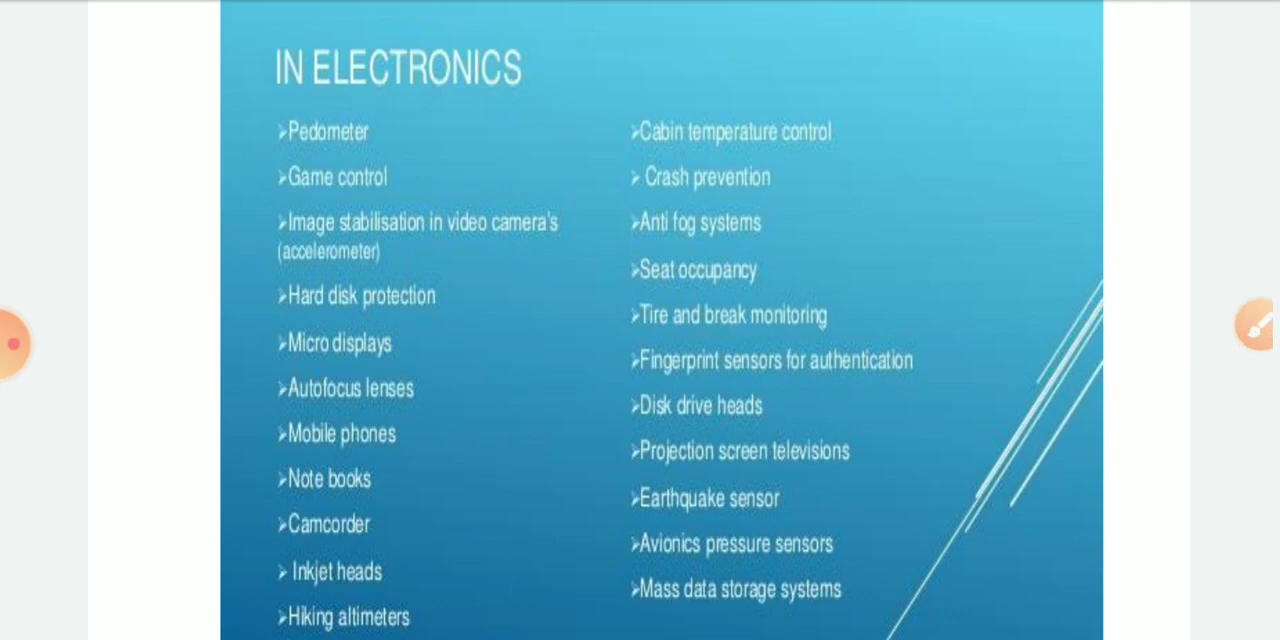 IN ELECTRONICS
➢Pedometer
➢Game control
➢Image stabilisation in video camera's
(accelerometer)
➢Hard disk protection
➢Micro displays
➢Autofocus lenses
➢Mobile phones
➢Note books
➢Camcorder
➢ Inkjet heads
➢Hiking altimeters
➢Cabin temperature control
➢ Crash prevention
➢Anti fog systems
➢Seat occupancy
➢Tire and break monitoring
➢Fingerprint sensors for authentication
➢Disk drive heads
➢Projection screen televisions
➢Earthquake sensor
➢Avionics pressure sensors
➢Mass data storage systems